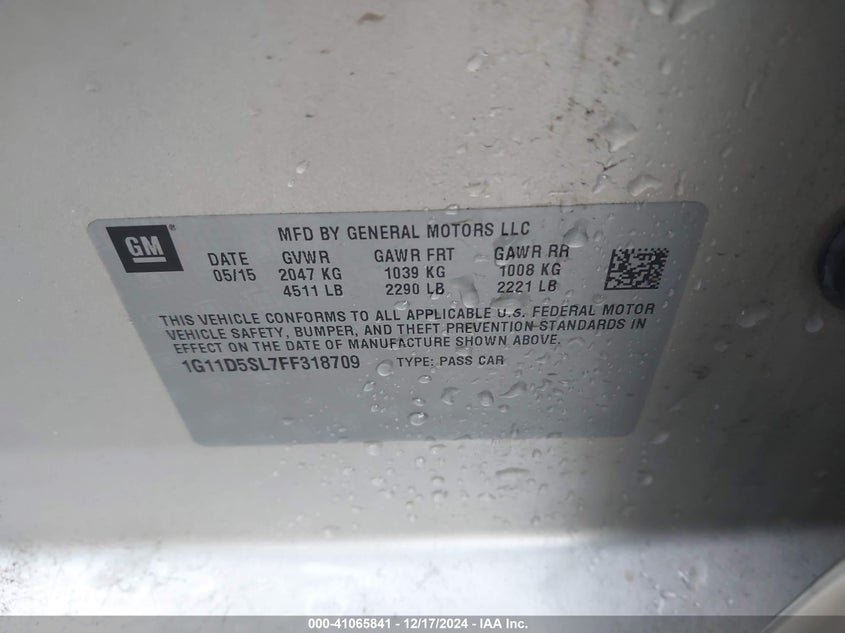 GM®
MFD BY GENERAL MOTORS LLC
DATE GVWR GAWR FRT GAWR RR
05/15 2047 KG 1039 KG 1008 KG
4511 LB 2290 LB 2221 LB
THIS VEHICLE CONFORMS TO ALL APPLICABLE U.S. FEDERAL MOTOR
VEHICLE SAFETY, BUMPER, AND THEFT PREVENTION STANDARDS IN
EFFECT ON THE DATE OF MANUFACTURE SHOWN ABOVE.
1G11D5SL7FF318709 TYPE: PASS CAR
000-41065841 - 12/17/2024 - IAA Inc.